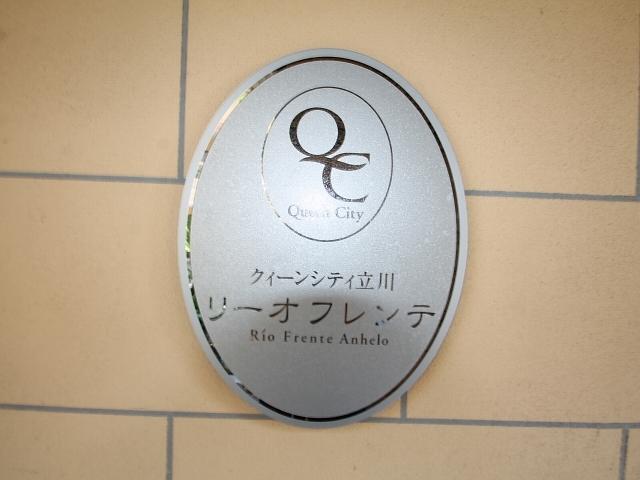 QC
Queen City
クィーンシティ立川
リーオフレンテ
Río Frente Anhelo